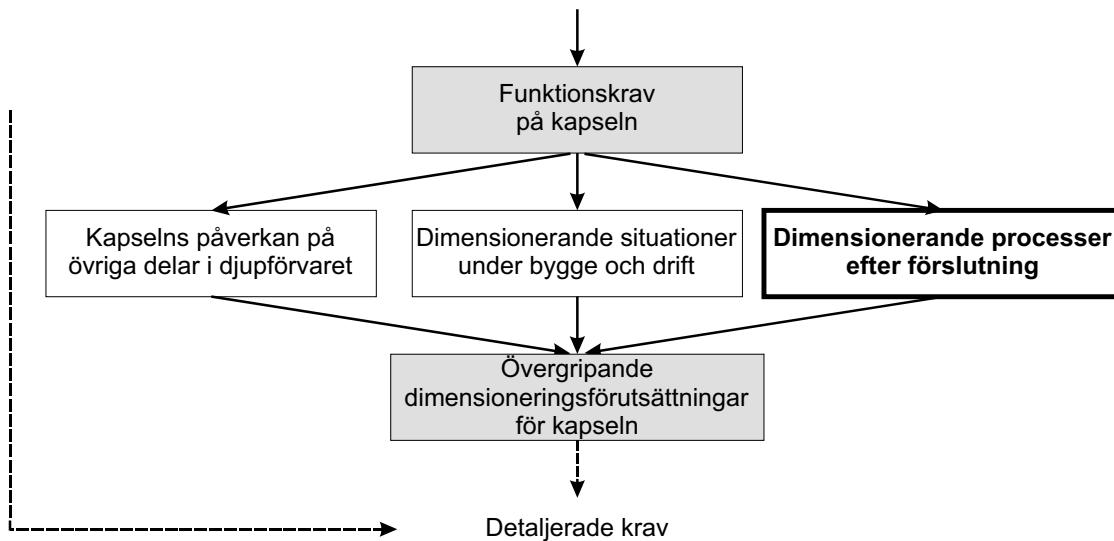 Funktionskrav
på kapseln
Kapselns påverkan på
övriga delar i djupförvaret
Dimensionerande situationer
under bygge och drift
Dimensionerande processer
efter förslutning
Övergripande
dimensioneringsförutsättningar
för kapseln
Detaljerade krav